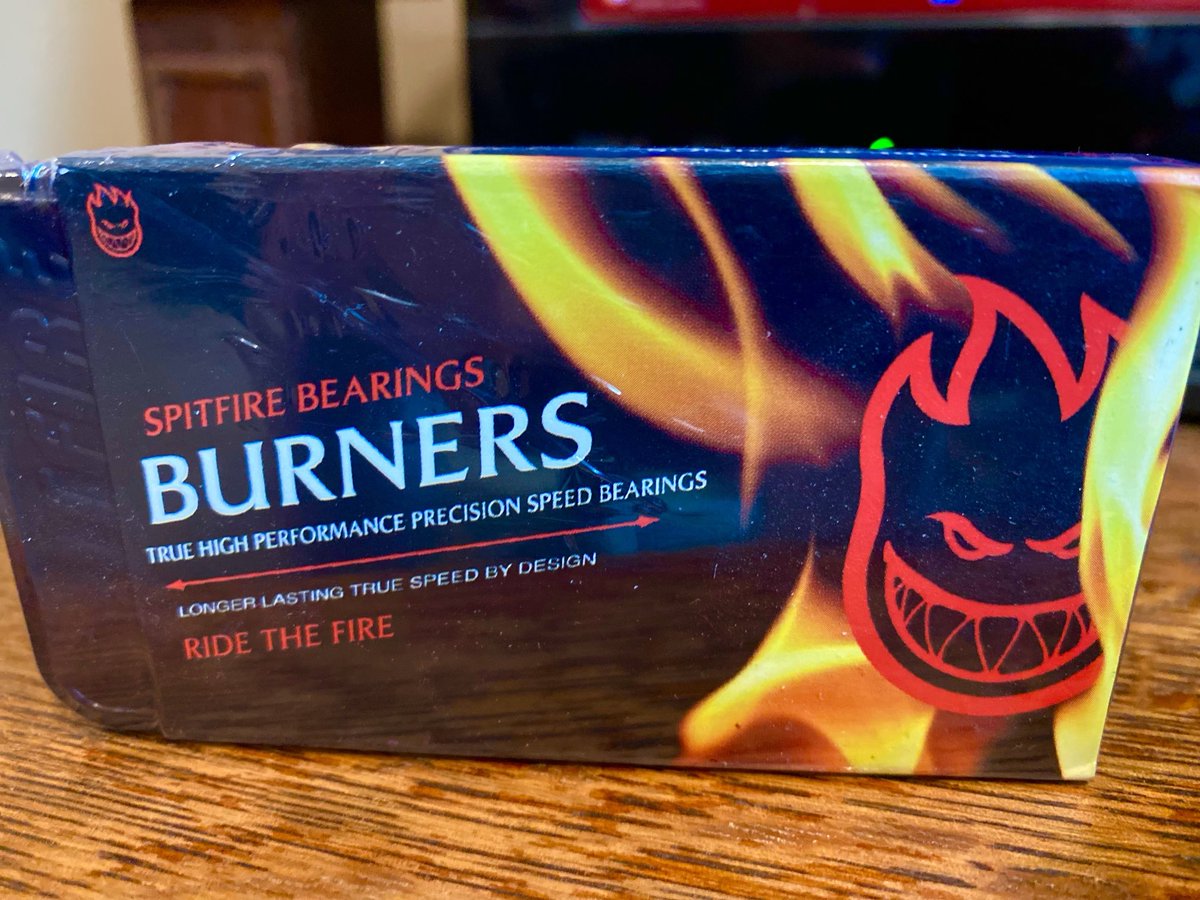 SPITFIRE BEARINGS
BURNERS
TRUE HIGH PERFORMANCE PRECISION SPEED BEARINGS
LONGER LASTING TRUE SPEED BY DESIGN
RIDE THE FIRE